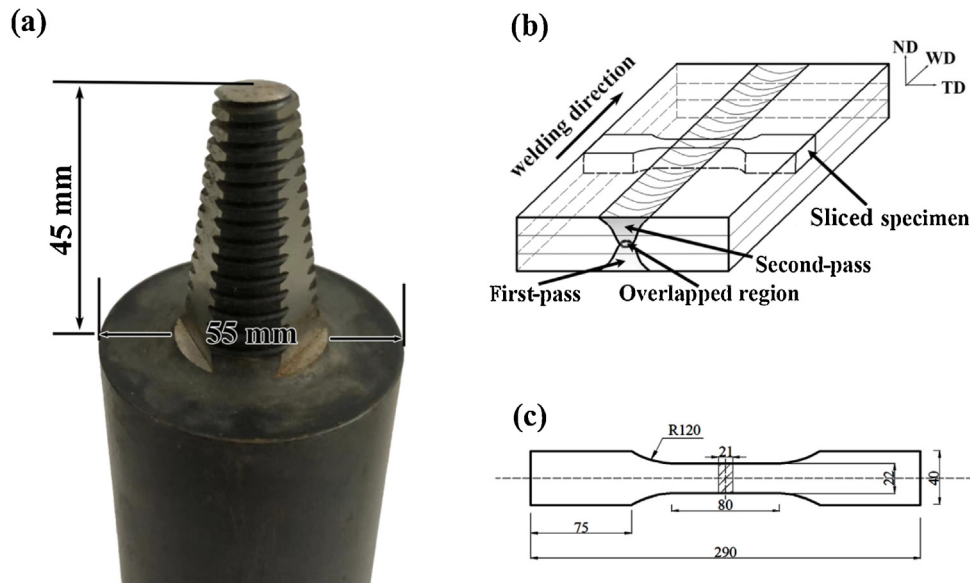 (a)
45 mm
55 mm
(b)
ND
WD
TD
welding direction
Sliced specimen
Second-pass
First-pass
Overlapped region
(c)
R120
21
22
40
80
75
290